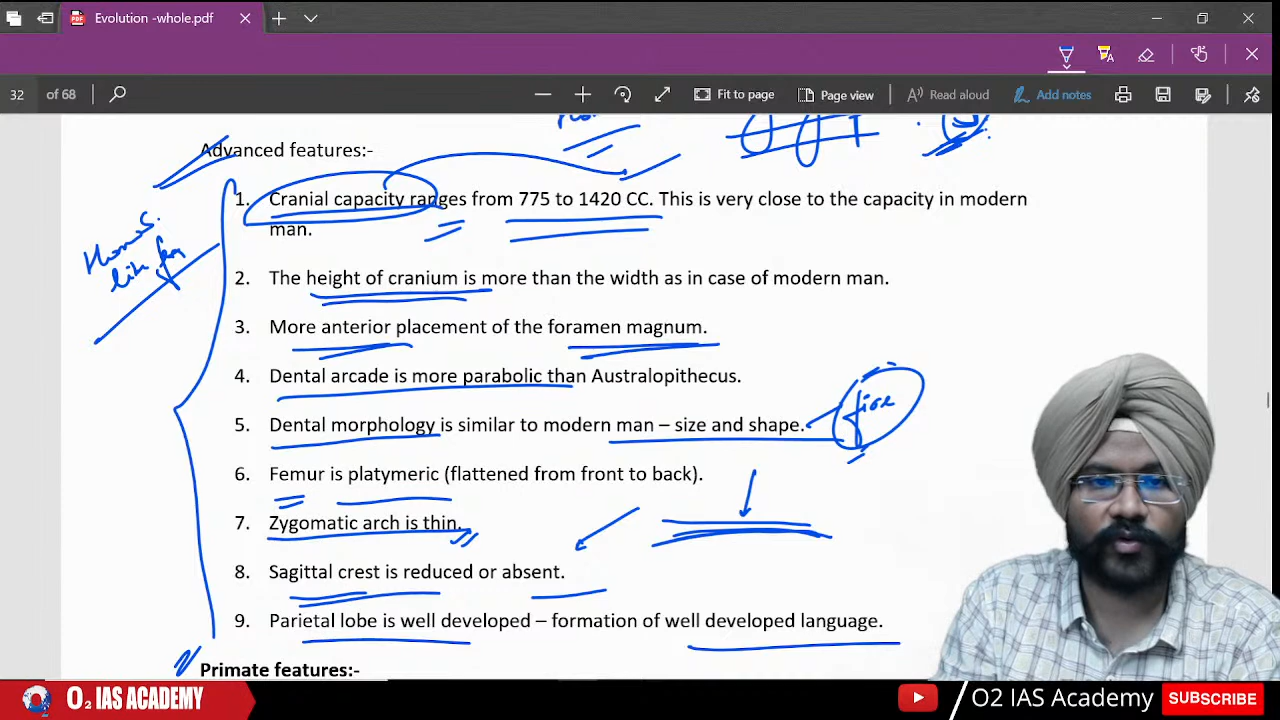 Evolution -whole.pdf
32 of 68
Fit to page
Page view
Read aloud
Add notes
Advanced features:-
1. Cranial capacity ranges from 775 to 1420 CC. This is very close to the capacity in modern
man.
2. The height of cranium is more than the width as in case of modern man.
3. More anterior placement of the foramen magnum.
4. Dental arcade is more parabolic than Australopithecus.
fire
5. Dental morphology is similar to modern man – size and shape.
6. Femur is platymeric (flattened from front to back).
7. Zygomatic arch is thin.
8. Sagittal crest is reduced or absent.
9. Parietal lobe is well developed – formation of well developed language.
Primate features:-
O2 IAS ACADEMY
O2 IAS Academy SUBSCRIBE